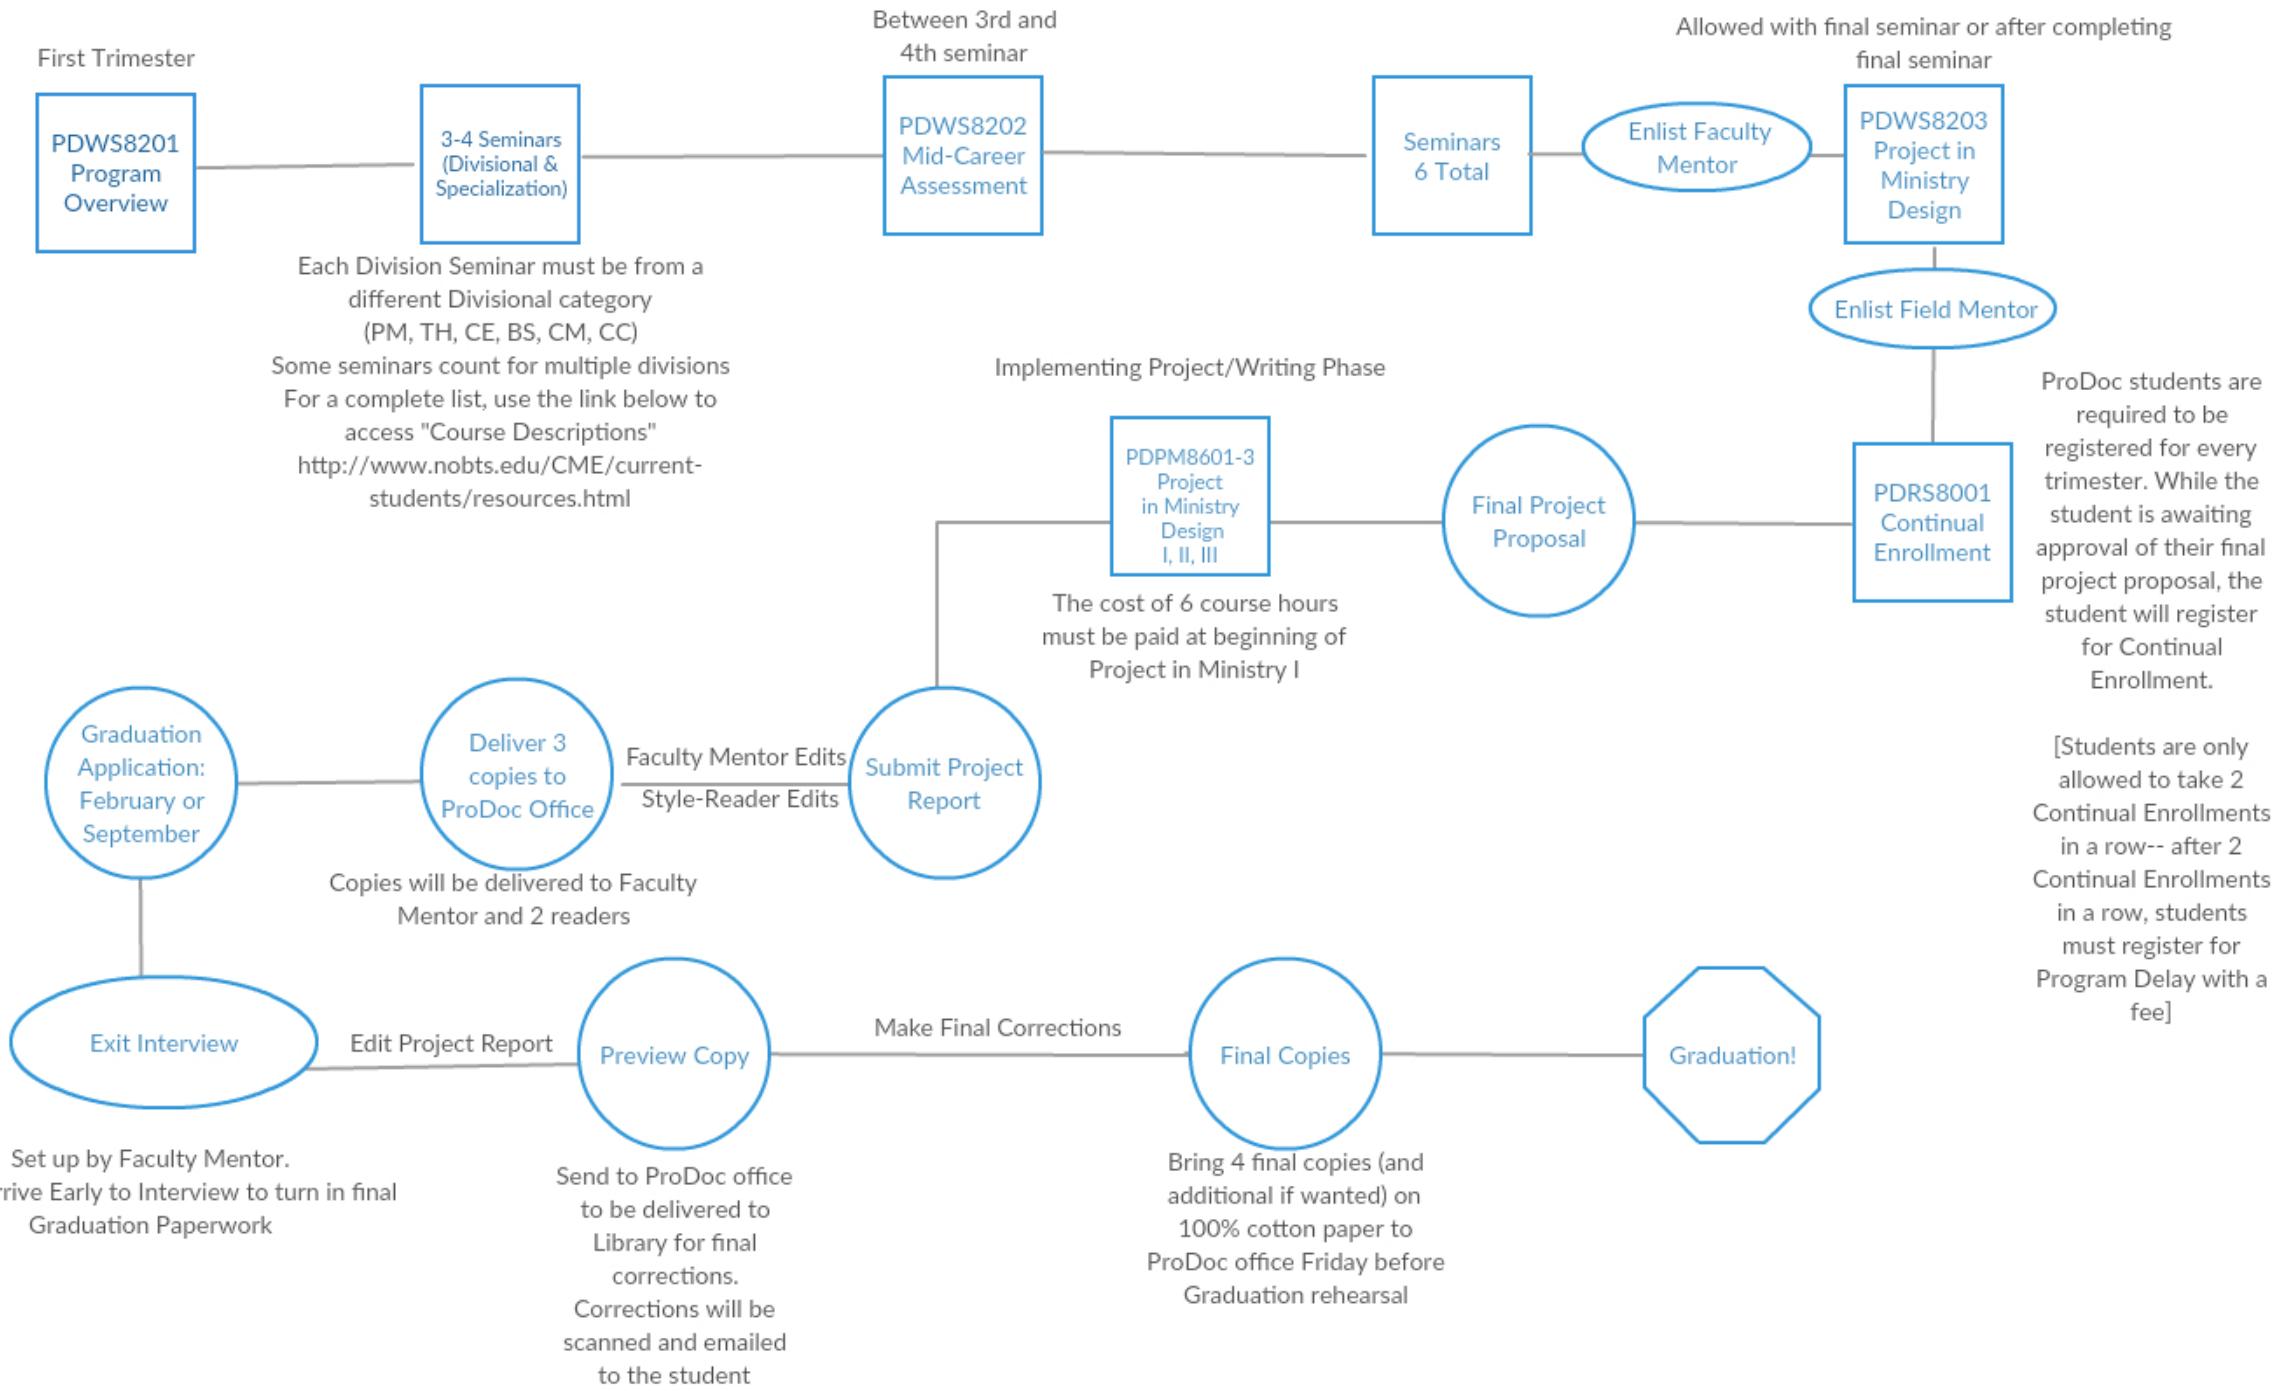 First Trimester
PDWS8201
Program
Overview
3-4 Seminars
(Divisional &
Specialization)
Each Division Seminar must be from a
different Divisional category
(PM, TH, CE, BS, CM, CC)
Some seminars count for multiple divisions
For a complete list, use the link below to
access "Course Descriptions"
http://www.nobts.edu/CME/current-
students/resources.html
Between 3rd and
4th seminar
PDWS8202
Mid-Career
Assessment
Seminars
6 Total
Enlist Faculty
Mentor
Allowed with final seminar or after completing
final seminar
PDWS8203
Project in
Ministry
Design
Enlist Field Mentor
PDRS8001
Continual
Enrollment
ProDoc students are
required to be
registered for every
trimester. While the
student is awaiting
approval of their final
project proposal, the
student will register
for Continual
Enrollment.
[Students are only
allowed to take 2
Continual Enrollments
in a row-- after 2
Continual Enrollments
in a row, students
must register for
Program Delay with a
fee]
Final Project
Proposal
Implementing Project/Writing Phase
PDPM8601-3
Project
in Ministry
Design
I, II, III
The cost of 6 course hours
must be paid at beginning of
Project in Ministry I
Submit Project
Report
Faculty Mentor Edits
Style-Reader Edits
Deliver 3
copies to
ProDoc Office
Copies will be delivered to Faculty
Mentor and 2 readers
Graduation
Application:
February or
September
Exit Interview
Set up by Faculty Mentor.
rrive Early to Interview to turn in final
Graduation Paperwork
Edit Project Report
Preview Copy
Send to ProDoc office
to be delivered to
Library for final
corrections.
Corrections will be
scanned and emailed
to the student
Make Final Corrections
Final Copies
Bring 4 final copies (and
additional if wanted) on
100% cotton paper to
ProDoc office Friday before
Graduation rehearsal
Graduation!